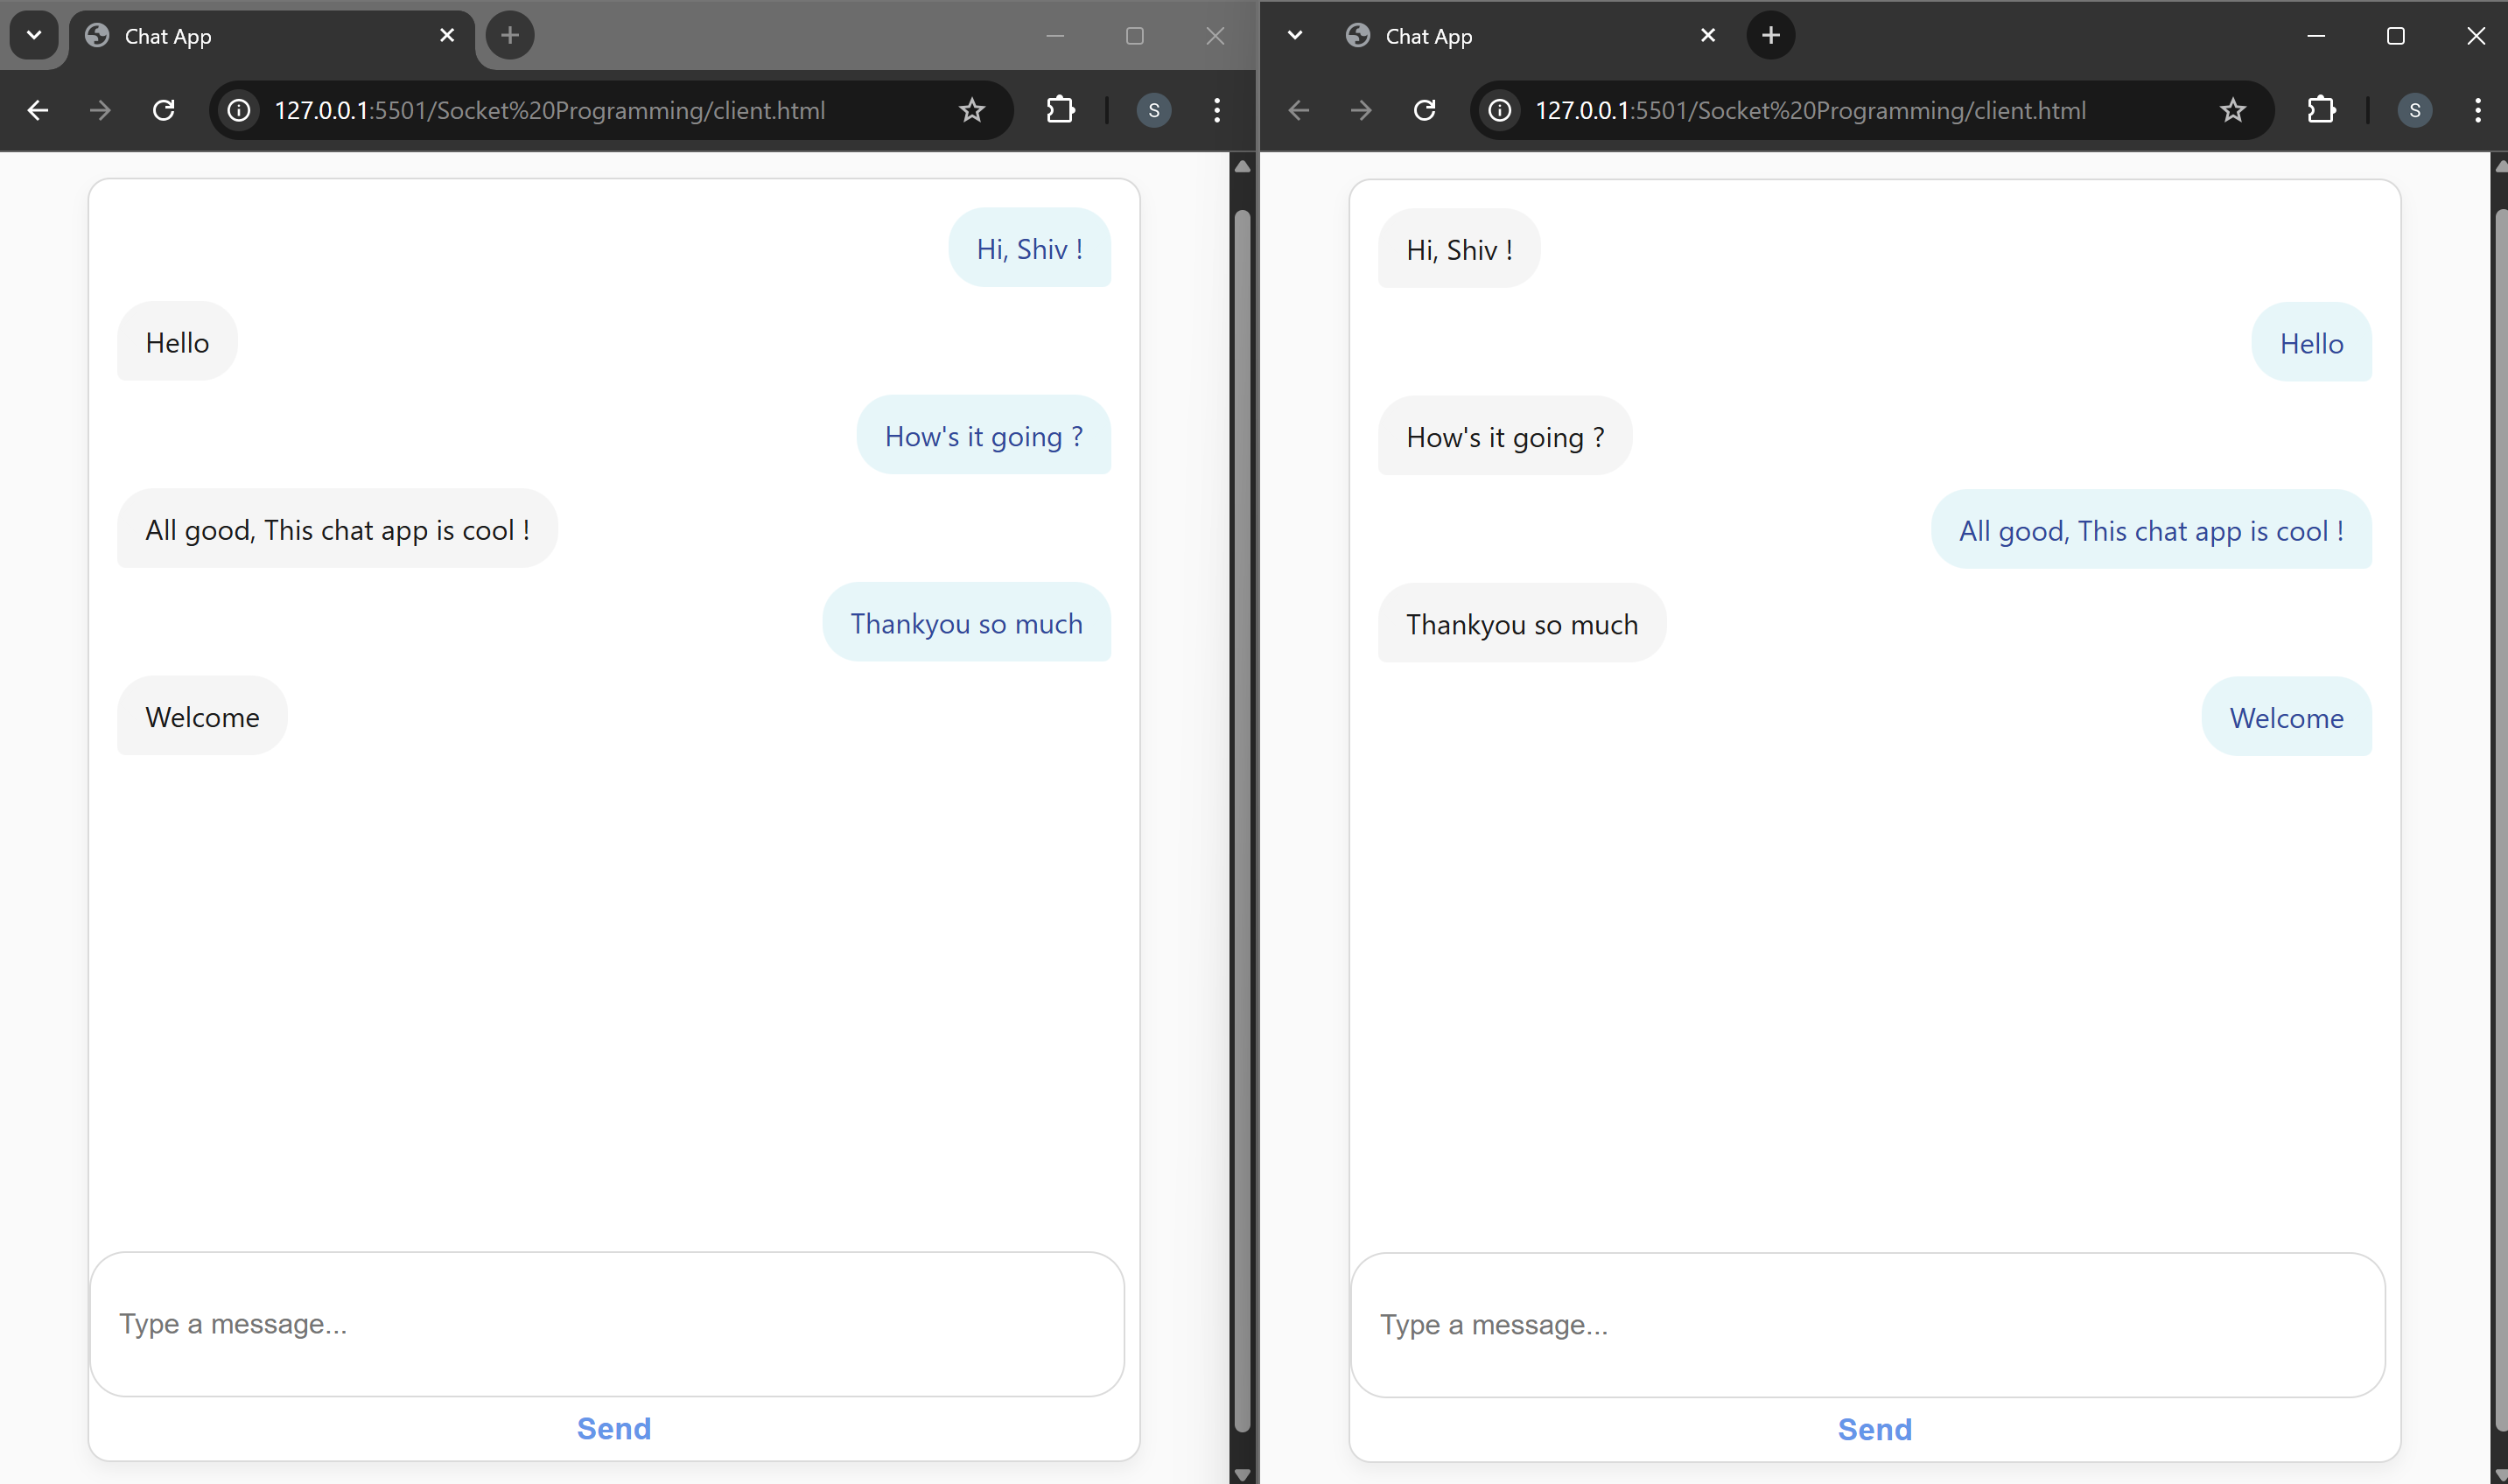 Chat App
127.0.0.1:5501/Socket%20Programming/client.html
S
Hi, Shiv !
Hello
How's it going ?
All good, This chat app is cool !
Thankyou so much
Welcome
Type a message...
Send
Chat App
127.0.0.1:5501/Socket%20Programming/client.html
S
Hi, Shiv !
Hello
How's it going ?
All good, This chat app is cool !
Thankyou so much
Welcome
Type a message...
Send